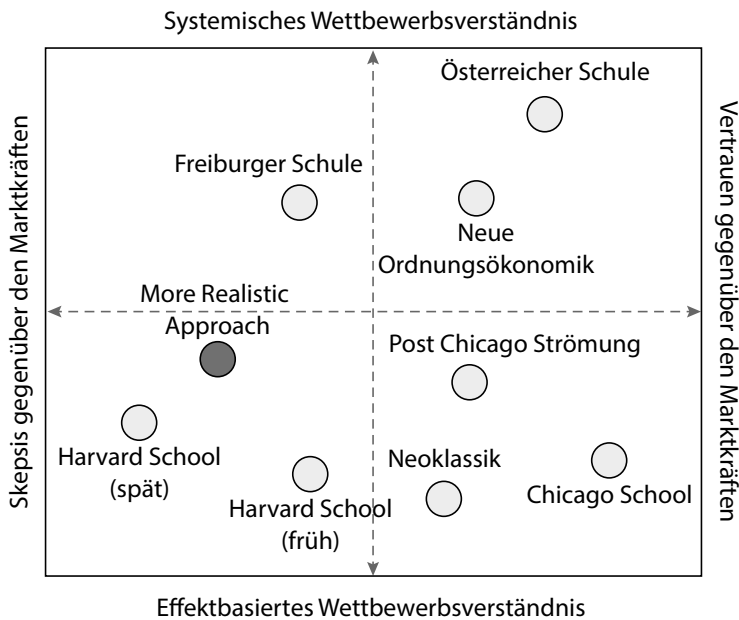 Systemisches Wettbewerbsverständnis
Österreicher Schule
Freiburger Schule
Neue
Ordnungsökonomik
Skepsis gegenüber den Marktkräften
Vertrauen gegenüber den Marktkräften
More Realistic
Approach
Post Chicago Strömung
Harvard School
(spät)
Neoklassik
Chicago School
Harvard School
(früh)
Effektbasiertes Wettbewerbsverständnis